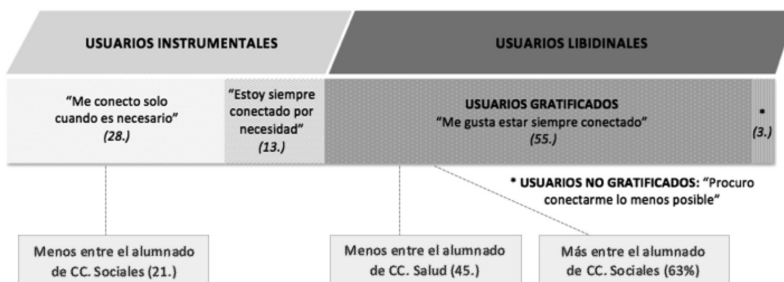 USUARIOS INSTRUMENTALES
USUARIOS LIBIDINALES
“Me conecto solo
cuando es necesario”
(28.)
“Estoy siempre
conectado por
necesidad”
(13.)
USUARIOS GRATIFICADOS
“Me gusta estar siempre conectado”
(55.)
*
(3.)
* USUARIOS NO GRATIFICADOS: “Procuro
conectarme lo menos posible”
Menos entre el alumnado
de CC. Sociales (21.)
Menos entre el alumnado
de CC. Salud (45.)
Más entre el alumnado
de CC. Sociales (63%)